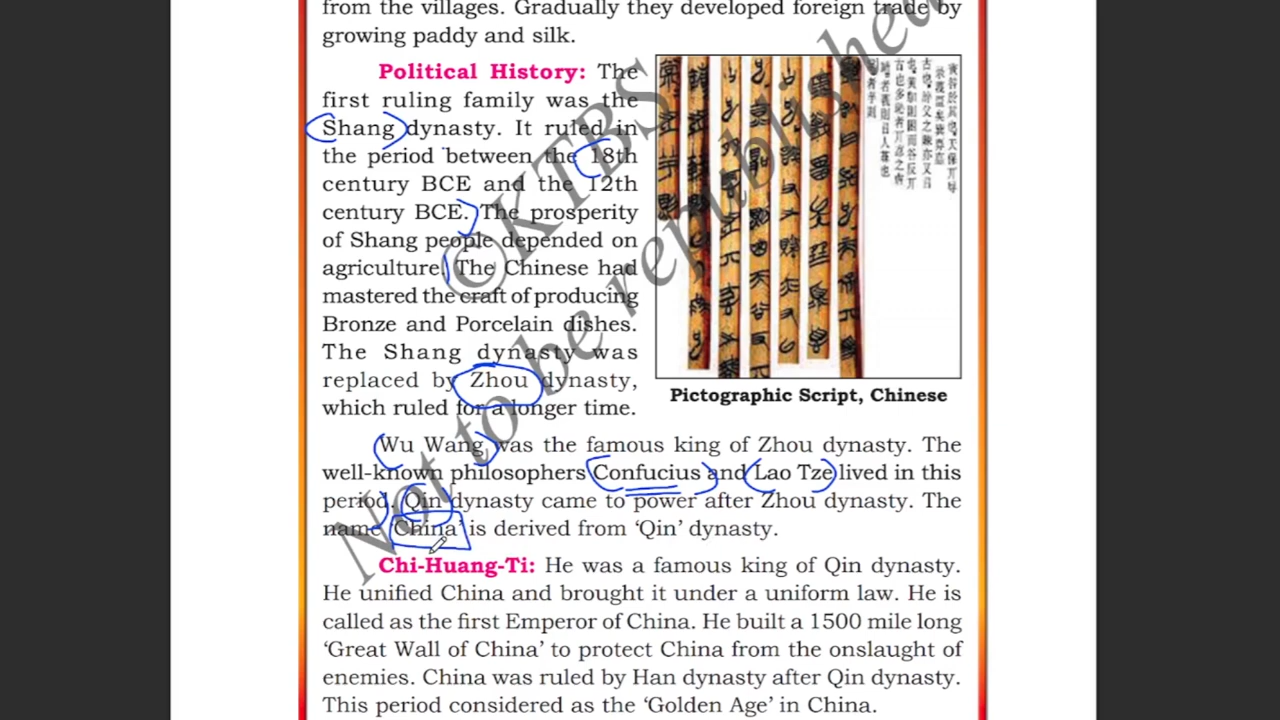 from the villages. Gradually they developed foreign trade by
growing paddy and silk.
Political History: The
first ruling family was the
Shang dynasty. It ruled in
the period between the 18th
century BCE and the 12th
century BCE. The prosperity
of Shang people depended on
agriculture. The Chinese had
mastered the craft of producing
Bronze and Porcelain dishes.
The Shang dynasty was
replaced by Zhou dynasty,
which ruled for a longer time.
Pictographic Script, Chinese
Wu Wang was the famous king of Zhou dynasty. The
well-known philosophers Confucius and Lao Tze lived in this
period. Qin dynasty came to power after Zhou dynasty. The
name 'China' is derived from 'Qin' dynasty.
Chi-Huang-Ti: He was a famous king of Qin dynasty.
He unified China and brought it under a uniform law. He is
called as the first Emperor of China. He built a 1500 mile long
'Great Wall of China' to protect China from the onslaught of
enemies. China was ruled by Han dynasty after Qin dynasty.
This period considered as the 'Golden Age' in China.
©KTBS
Not to be republished